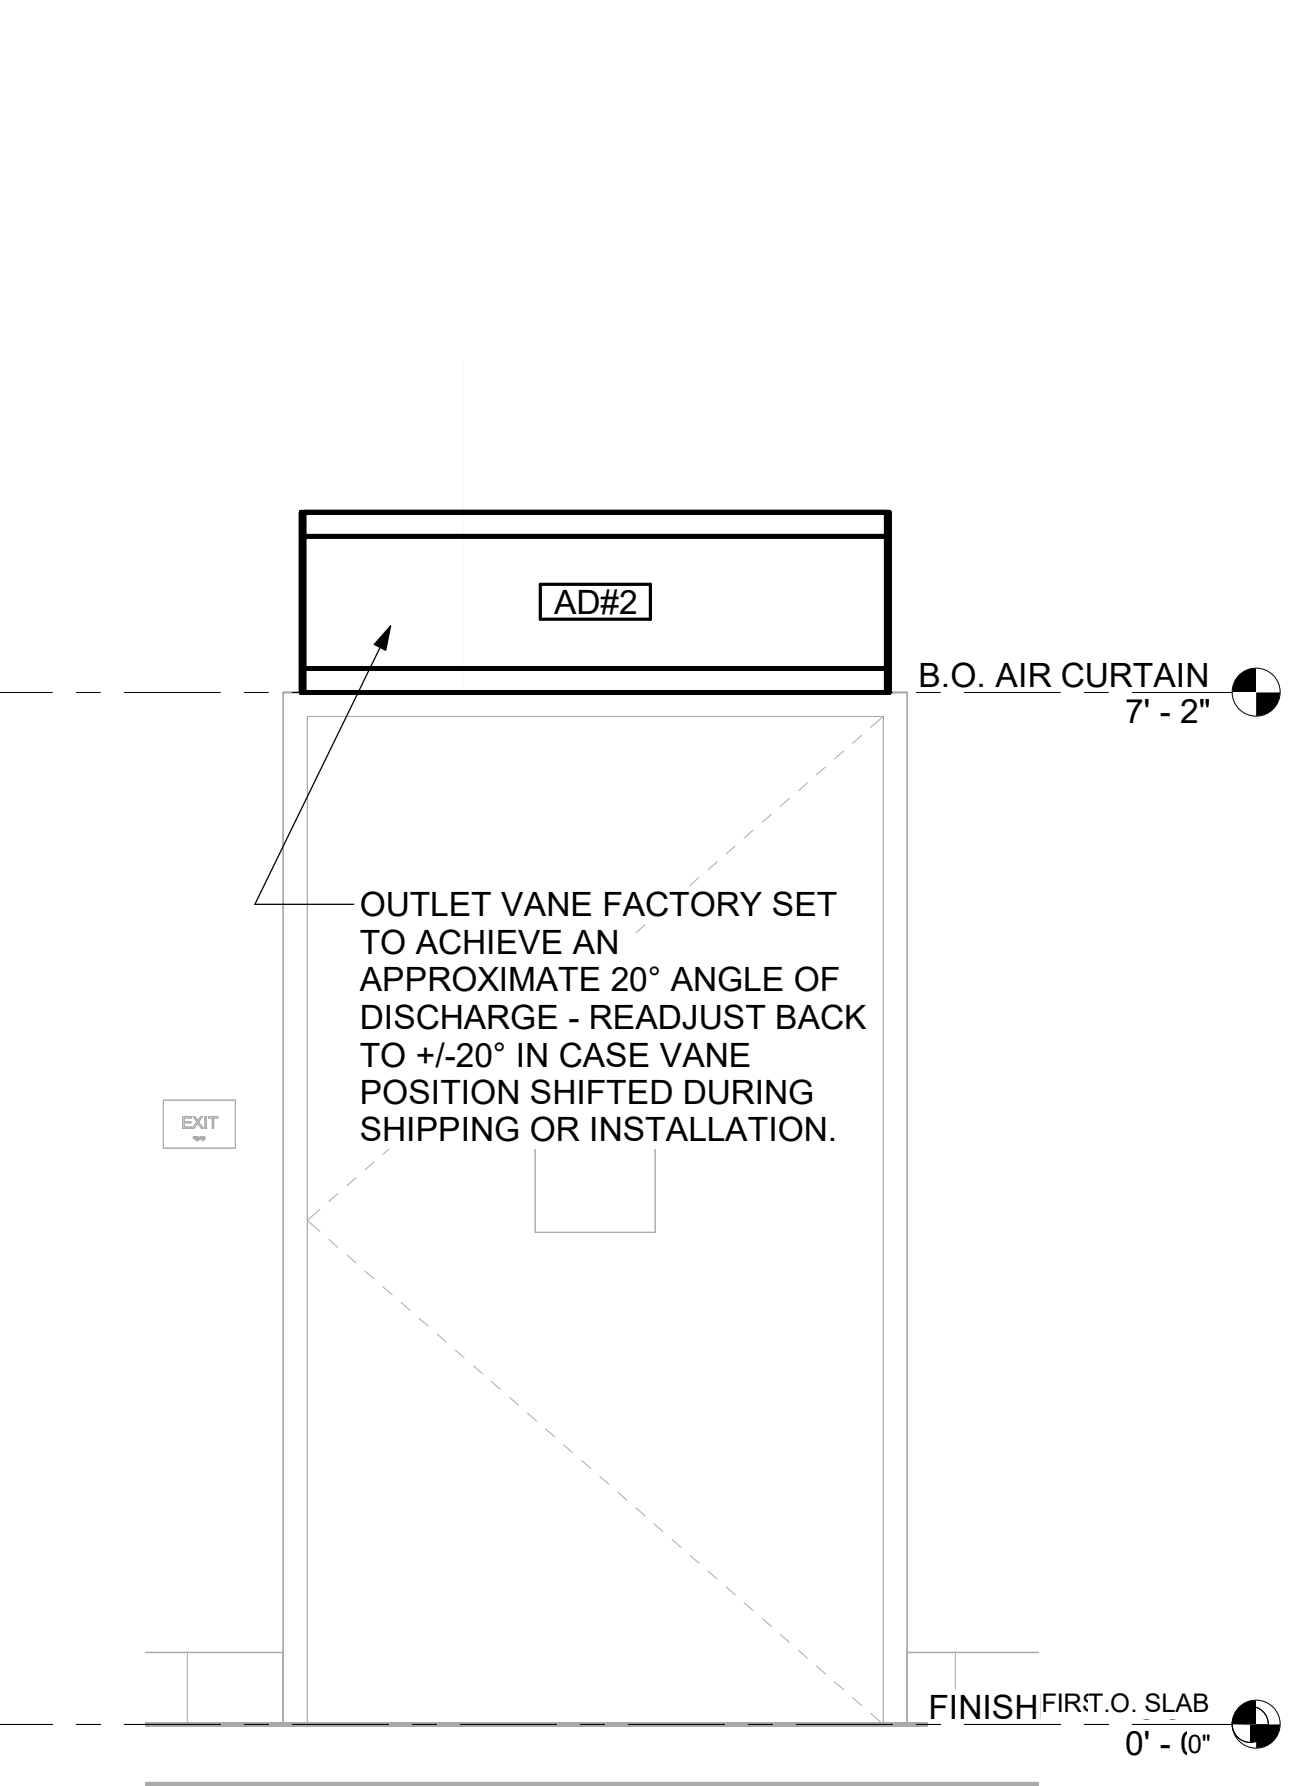 AD#2
B.O. AIR CURTAIN
7' - 2"
OUTLET VANE FACTORY SET
TO ACHIEVE AN
APPROXIMATE 20° ANGLE OF
DISCHARGE - READJUST BACK
TO +/-20° IN CASE VANE
POSITION SHIFTED DURING
SHIPPING OR INSTALLATION.
EXIT
FINISH T.O. SLAB
0' - 0"